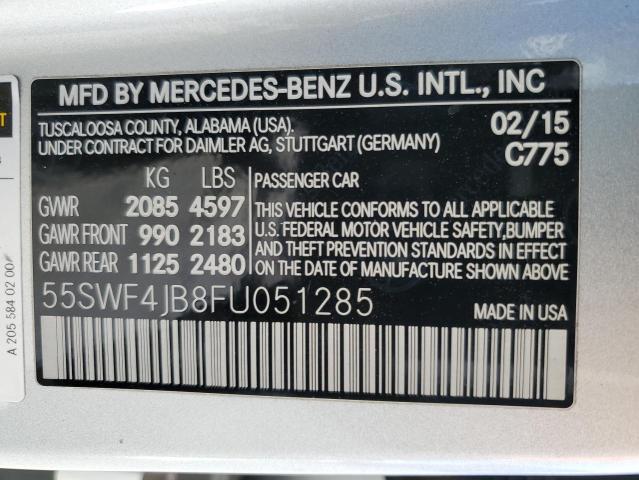 MFD BY MERCEDES-BENZ U.S. INTL., INC
TUSCALOOSA COUNTY, ALABAMA (USA). 02/15
UNDER CONTRACT FOR DAIMLER AG, STUTTGART (GERMANY) C775
KG LBS
GVWR 2085 4597
GAWR FRONT 990 2183
GAWR REAR 1125 2480
PASSENGER CAR
THIS VEHICLE CONFORMS TO ALL APPLICABLE
U.S. FEDERAL MOTOR VEHICLE SAFETY,BUMPER
AND THEFT PREVENTION STANDARDS IN EFFECT
ON THE DATE OF MANUFACTURE SHOWN ABOVE.
55SWF4JB8FU051285
MADE IN USA
A 205 584 02 00